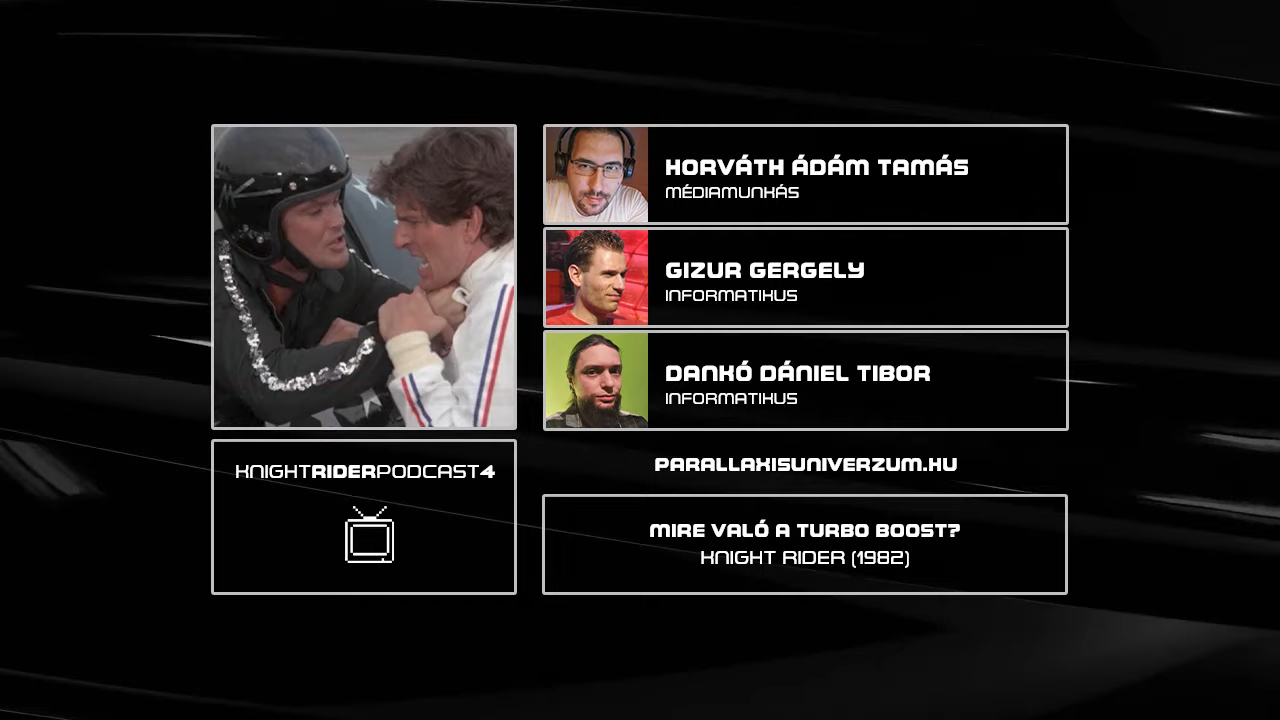 HORVÁTH ÁDÁM TAMÁS
MÉDIAMUNKÁS
GIZUR GERGELY
INFORMATIKUS
DANKÓ DÁNIEL TIBOR
INFORMATIKUS
KNIGHTRIDERPODCAST4
PARALLAXISUNIVERZUM.HU
MIRE VALÓ A TURBO BOOST?
KNIGHT RIDER (1982)